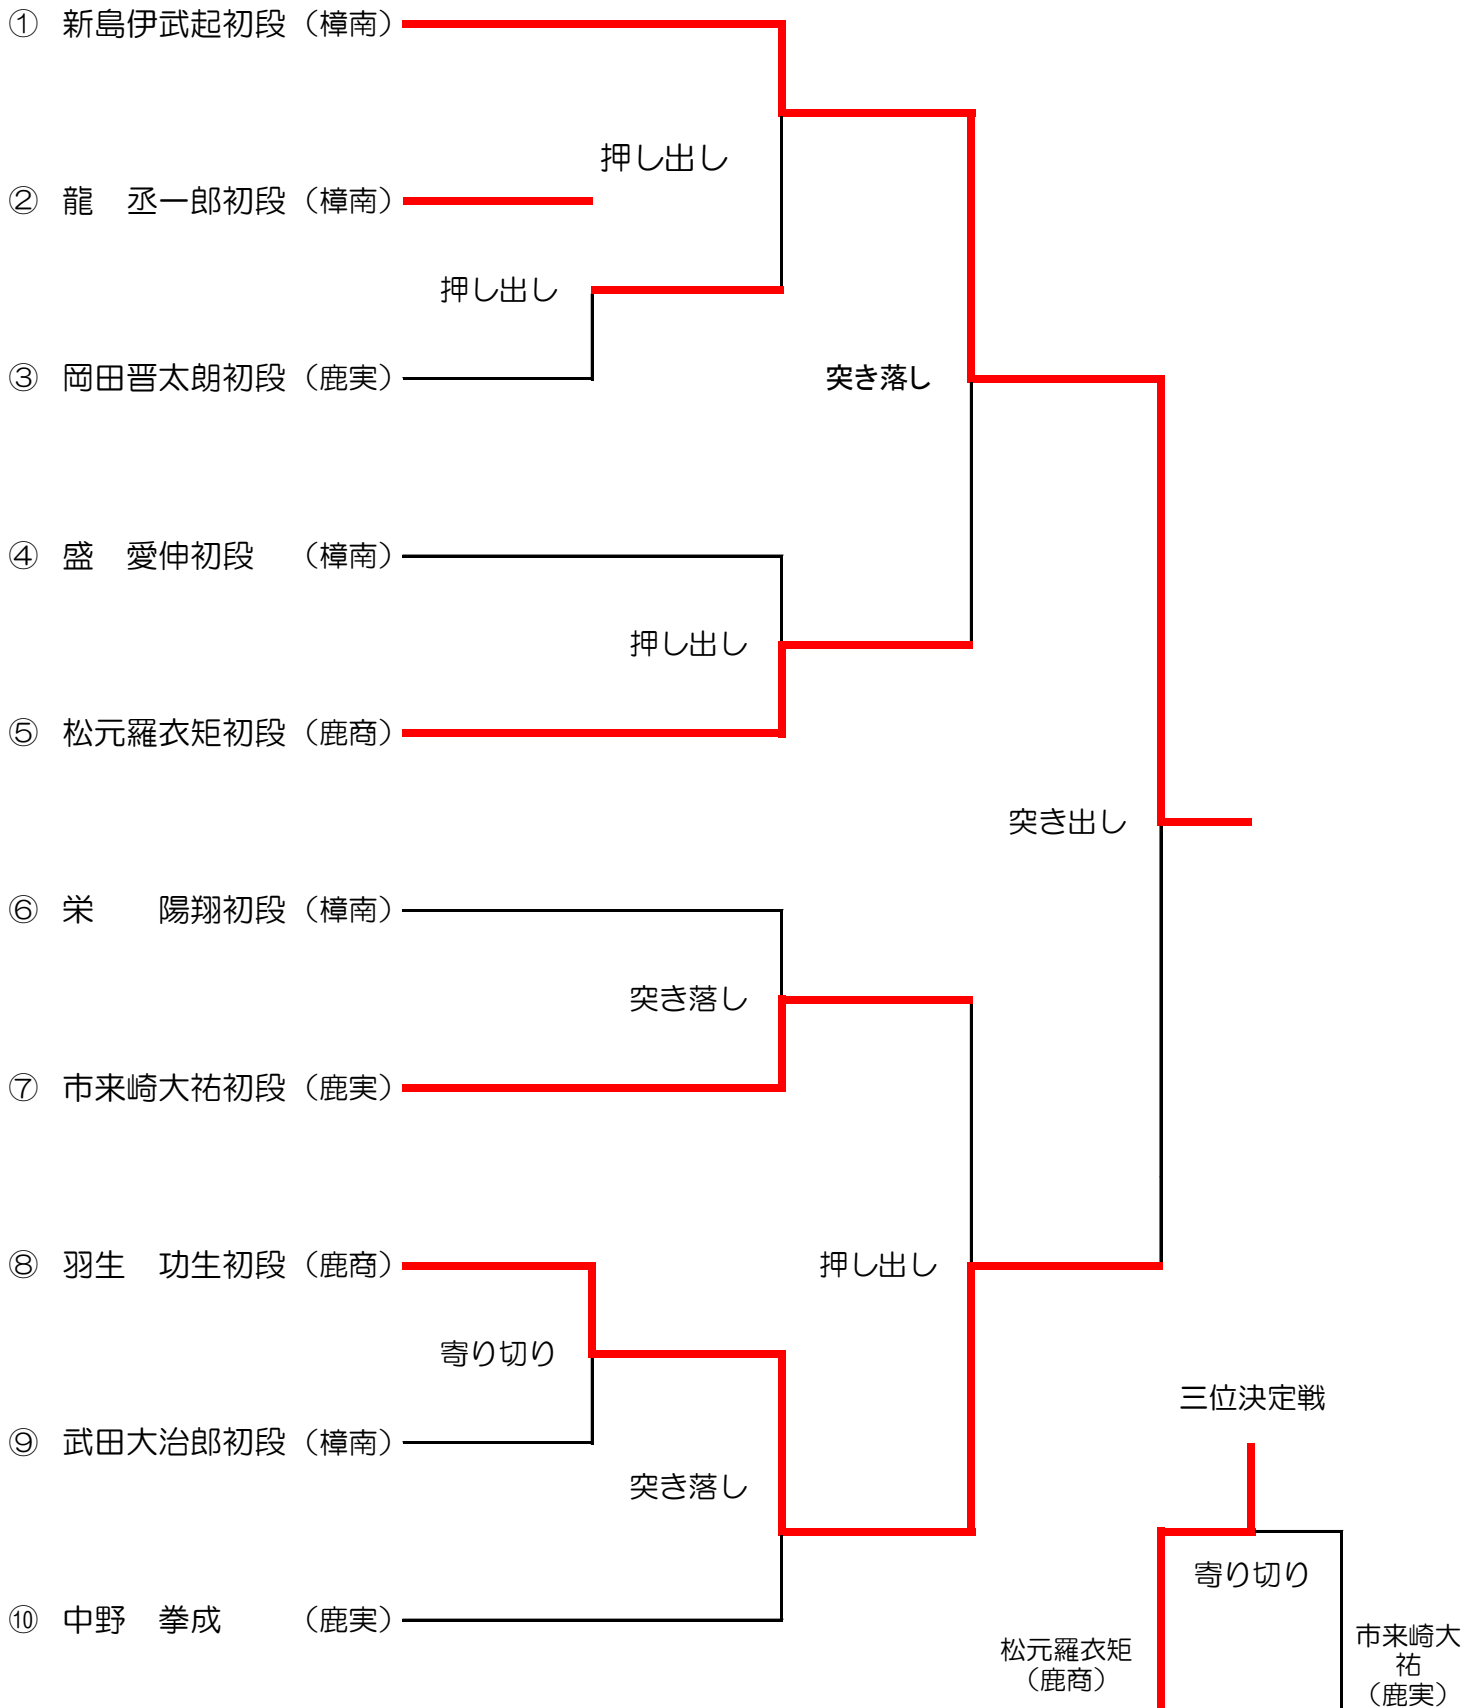 ① 新島伊武起初段（樟南）
押し出し
② 龍　丞一郎初段（樟南）
押し出し
③ 岡田晋太朗初段（鹿実）
突き落し
④ 盛　愛伸初段　（樟南）
押し出し
⑤ 松元羅衣矩初段（鹿商）
突き出し
⑥ 栄　　陽翔初段（樟南）
突き落し
⑦ 市来崎大祐初段（鹿実）
⑧ 羽生　功生初段（鹿商）
押し出し
寄り切り
三位決定戦
⑨ 武田大治郎初段（樟南）
突き落し
寄り切り
⑩ 中野　拳成　　（鹿実）
松元羅衣矩
（鹿商）
市来崎大
祐
（鹿実）